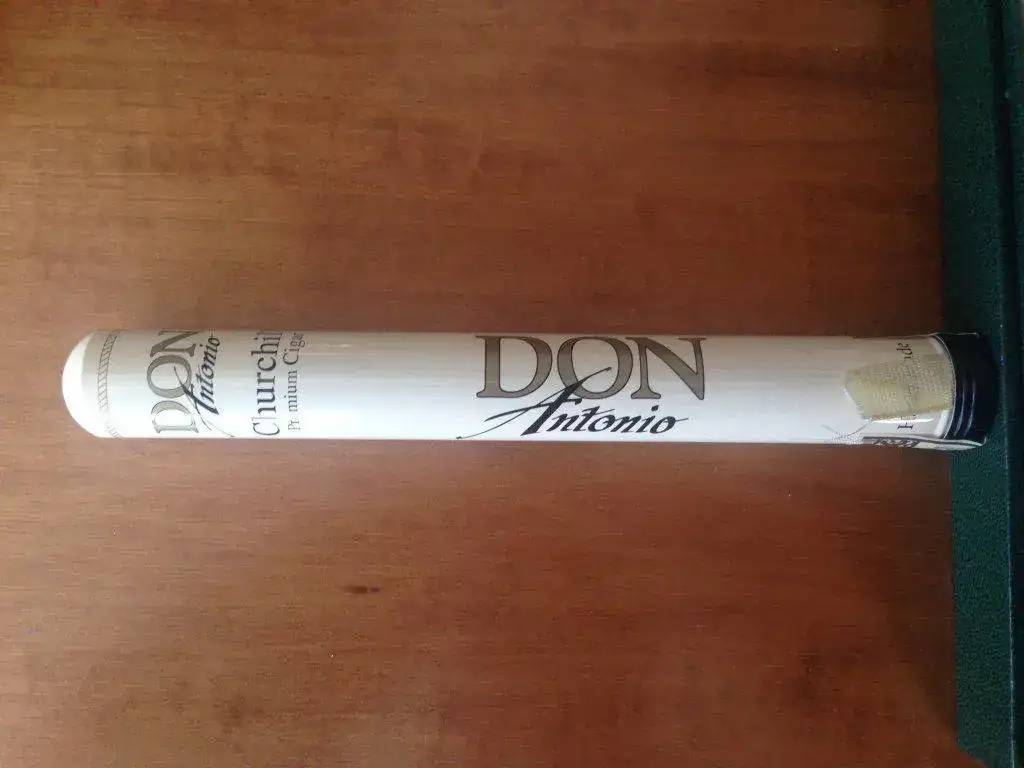 DON
Antonio
Churchill
Premium Cigar
DON
Antonio